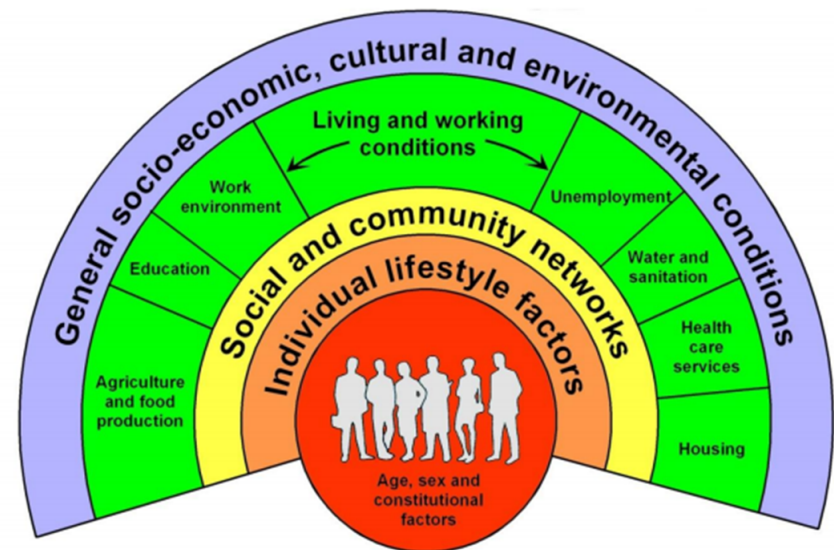 General socio-economic, cultural and environmental conditions
Living and working
conditions
Work
environment
Education
Agriculture
and food
production
Unemployment
Water and
sanitation
Health
care
services
Housing
Social and community networks
Individual lifestyle factors
Age, sex and
constitutional
factors